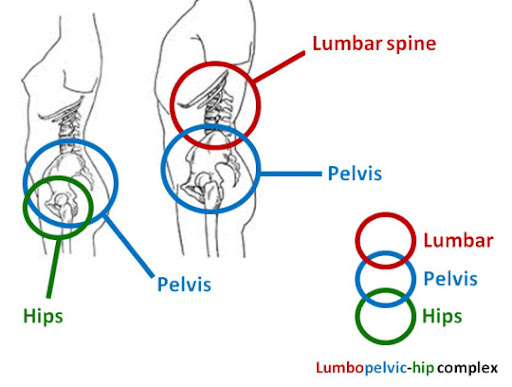 Lumbar spine
Pelvis
Pelvis
Hips
Lumbar
Pelvis
Hips
Lumbopelvic-hip complex